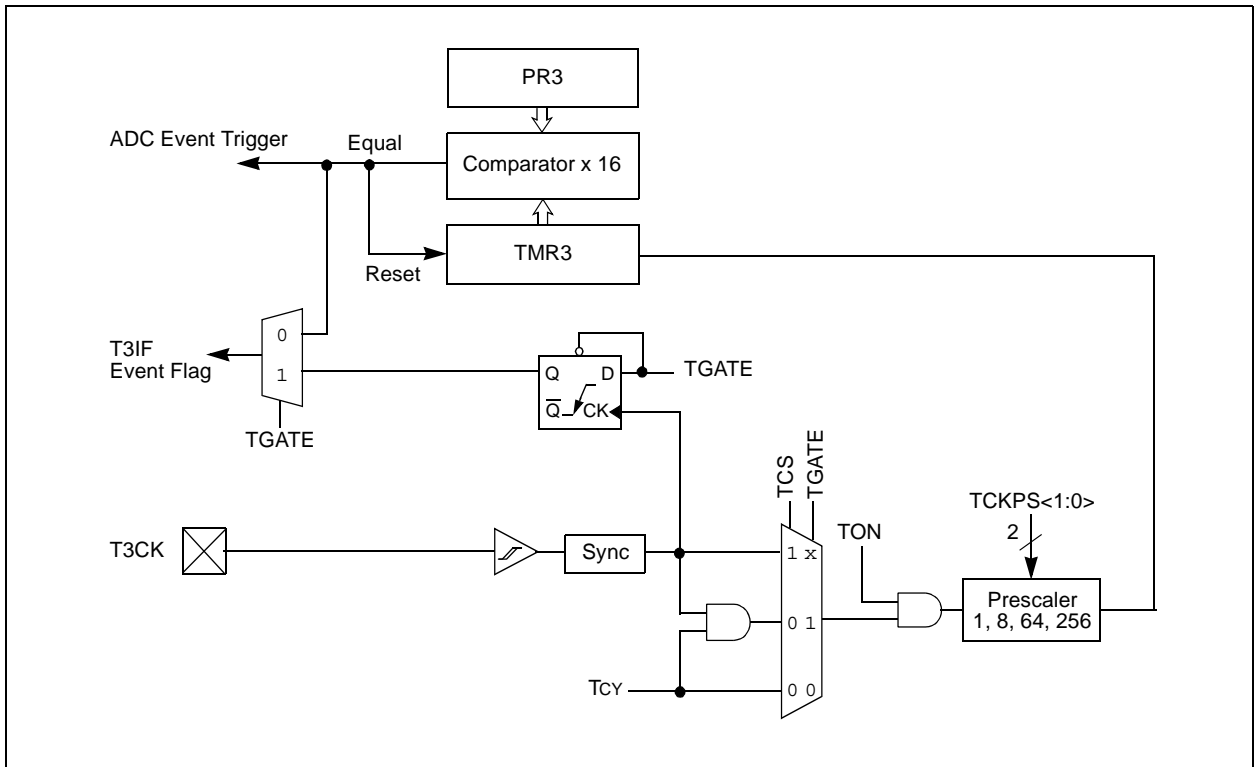 PR3
ADC Event Trigger
Equal
Comparator x 16
TMR3
Reset
0
T3IF
Event Flag
1
TGATE
Q D
Q̅ CK
TGATE
TCS
TGATE
TCKPS<1:0>
2
T3CK
Sync
1 x
TON
Prescaler
1, 8, 64, 256
0 1
TCY
0 0